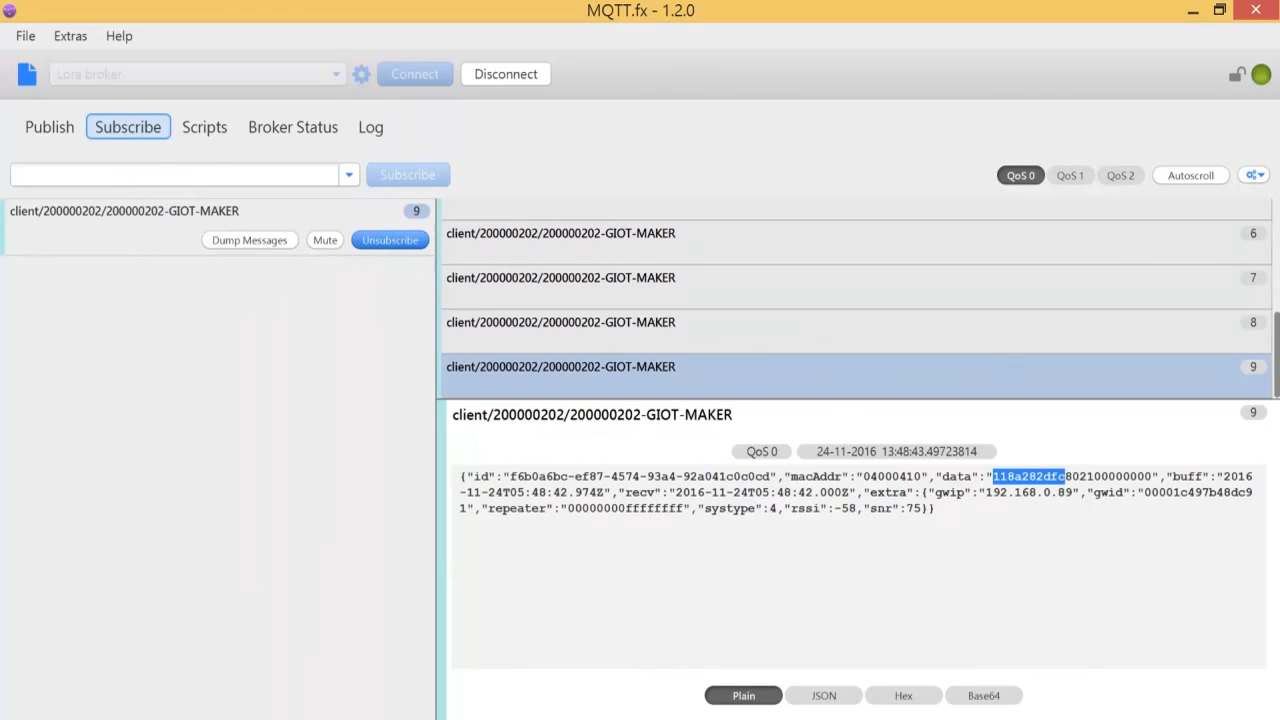 MQTT.fx - 1.2.0
File Extras Help
Lora broker Connect Disconnect
Publish Subscribe Scripts Broker Status Log
Subscribe QoS 0 QoS 1 QoS 2 Autoscroll
client/200000202/200000202-GIOT-MAKER 9
Dump Messages Mute Unsubscribe
client/200000202/200000202-GIOT-MAKER 6
client/200000202/200000202-GIOT-MAKER 7
client/200000202/200000202-GIOT-MAKER 8
client/200000202/200000202-GIOT-MAKER 9
client/200000202/200000202-GIOT-MAKER 9
QoS 0 24-11-2016 13:48:43.49723814
{"id":"f6b0a6bc-ef87-4574-93a4-92a041c0c0cd","macAddr":"04000410","data":"118a282dfc802100000000","buff":"2016
-11-24T05:48:42.974Z","recv":"2016-11-24T05:48:42.000Z","extra":{"gwip":"192.168.0.89","gwid":"00001c497b48dc9
1","repeater":"00000000ffffffff","systype":4,"rssi":-58,"snr":75}}
Plain JSON Hex Base64